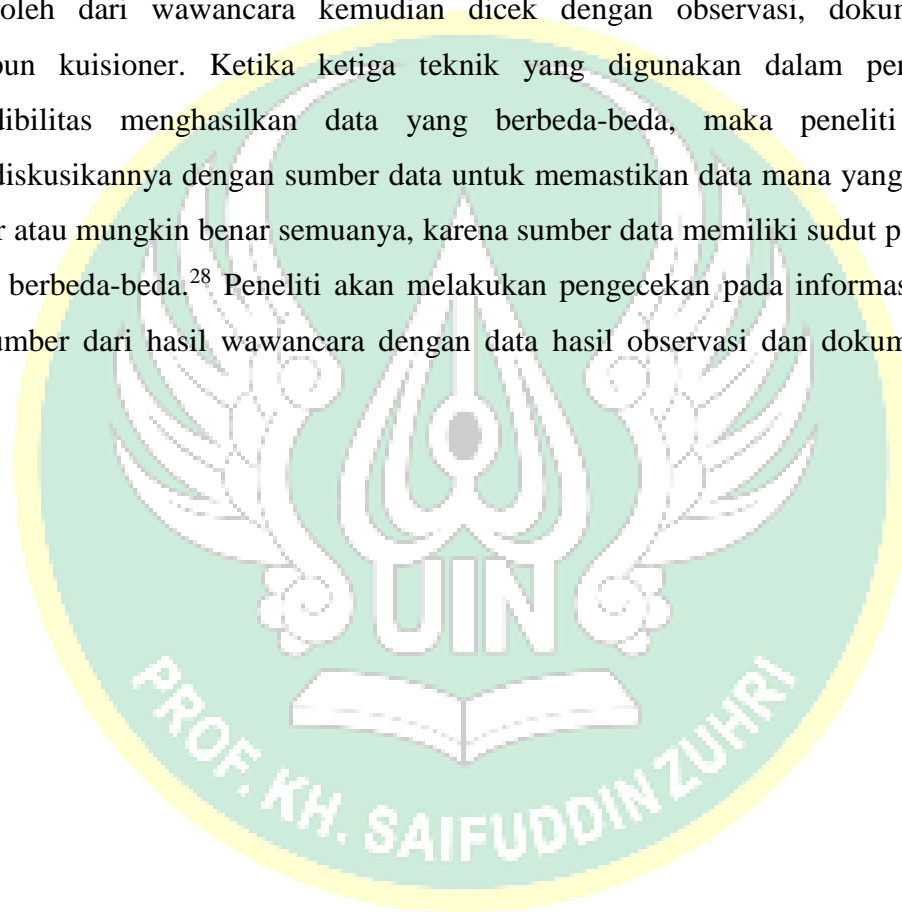 roleh dari wawancara kemudian dicek dengan observasi, dokum
pun kuisioner. Ketika ketiga teknik yang digunakan dalam per
dibilitas menghasilkan data yang berbeda-beda, maka peneliti
diskusikannya dengan sumber data untuk memastikan data mana yang
r atau mungkin benar semuanya, karena sumber data memiliki sudut p
berbeda-beda.28 Peneliti akan melakukan pengecekan pada informas
umber dari hasil wawancara dengan data hasil observasi dan dokum
UIN
PROF. KH. SAIFUDDIN ZUHRI